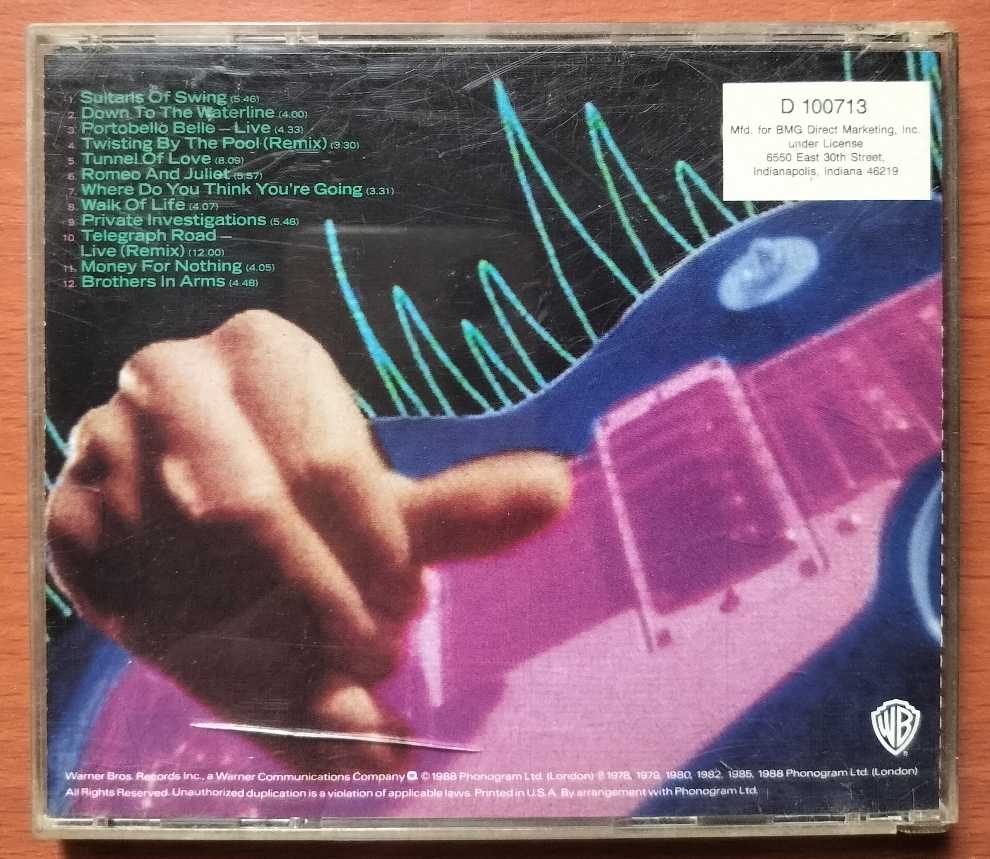 1. Sultans Of Swing (5:46)
2. Down To The Waterline (4.00)
3. Portobello Belle – Live (4.33)
4. Twisting By The Pool (Remix) (3.30)
5. Tunnel Of Love (8.09)
6. Romeo And Juliet (5.57)
7. Where Do You Think You're Going (3.31)
8. Walk Of Life (4.07)
9. Private Investigations (5.48)
10. Telegraph Road –
Live (Remix) (12.00)
11. Money For Nothing (4.05)
12. Brothers In Arms (4.48)
D 100713
Mfd. for BMG Direct Marketing, Inc.
under License
6550 East 30th Street,
Indianapolis, Indiana 46219
WB
Warner Bros. Records Inc., a Warner Communications Company © 1988 Phonogram Ltd. (London) ℗ 1978, 1979, 1980, 1982, 1985, 1988 Phonogram Ltd. (London)
All Rights Reserved. Unauthorized duplication is a violation of applicable laws. Printed in U.S.A. By arrangement with Phonogram Ltd.